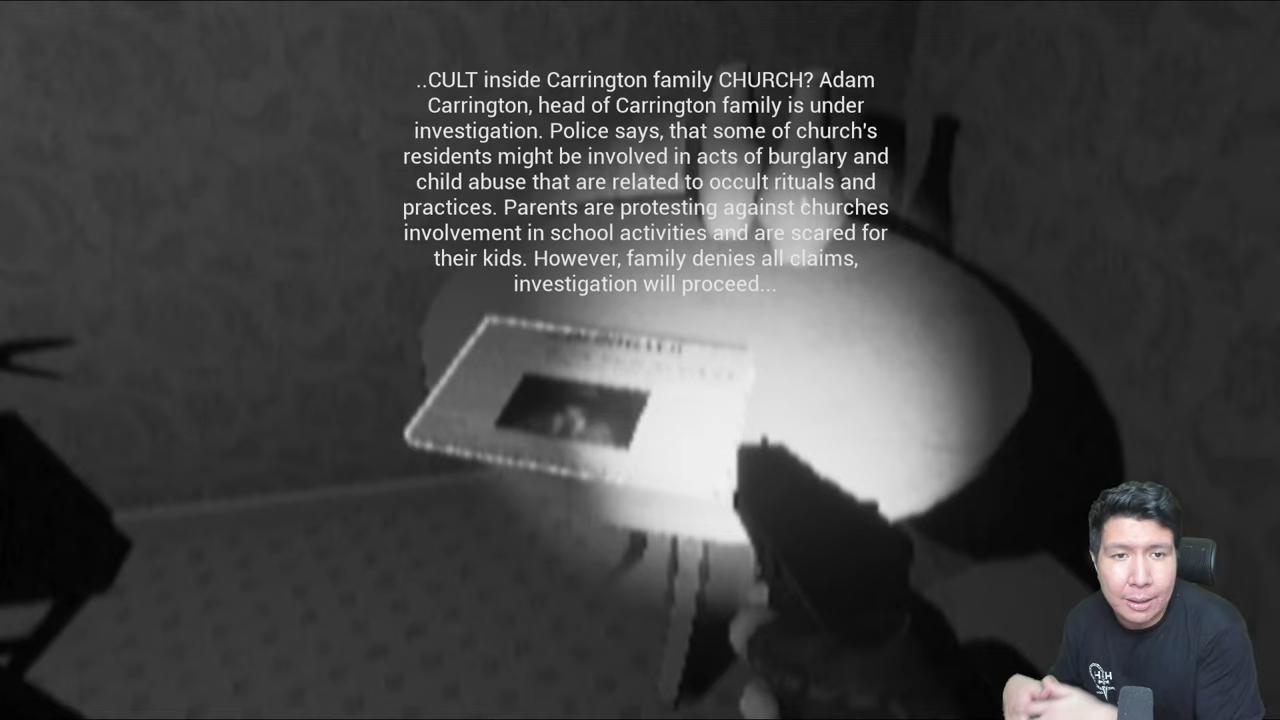 ..CULT inside Carrington family CHURCH? Adam
Carrington, head of Carrington family is under
investigation. Police says, that some of church's
residents might be involved in acts of burglary and
child abuse that are related to occult rituals and
practices. Parents are protesting against churches
involvement in school activities and are scared for
their kids. However, family denies all claims,
investigation will proceed...